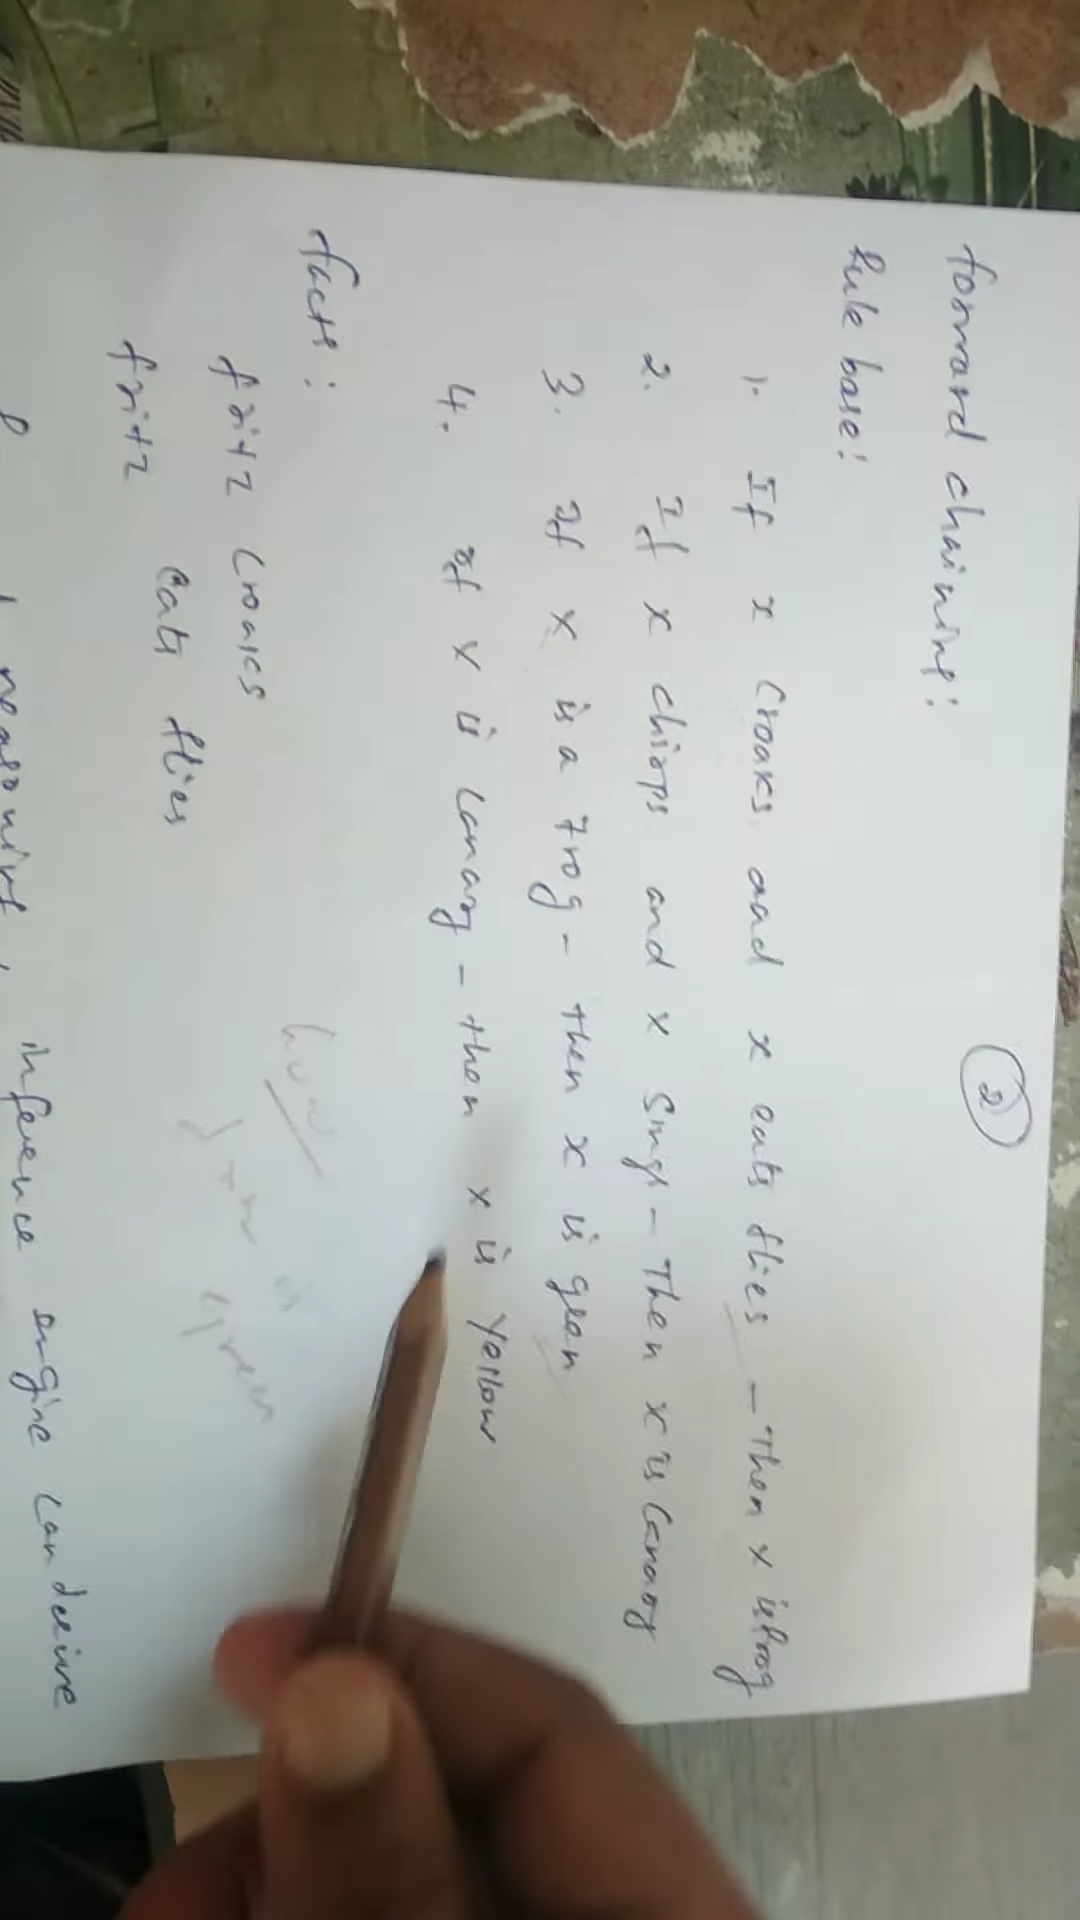 forward chaining:
2
Rule base:
1. If x Croaks and x eats flies - Then x is frog
2. If x chirps and x Sings - Then x is Canary
3. If x is a frog - then x is green
4. If x is Canary - then x is Yellow
facts:
fritz Croaks
fritz eats flies
is Green
inference engine can derive